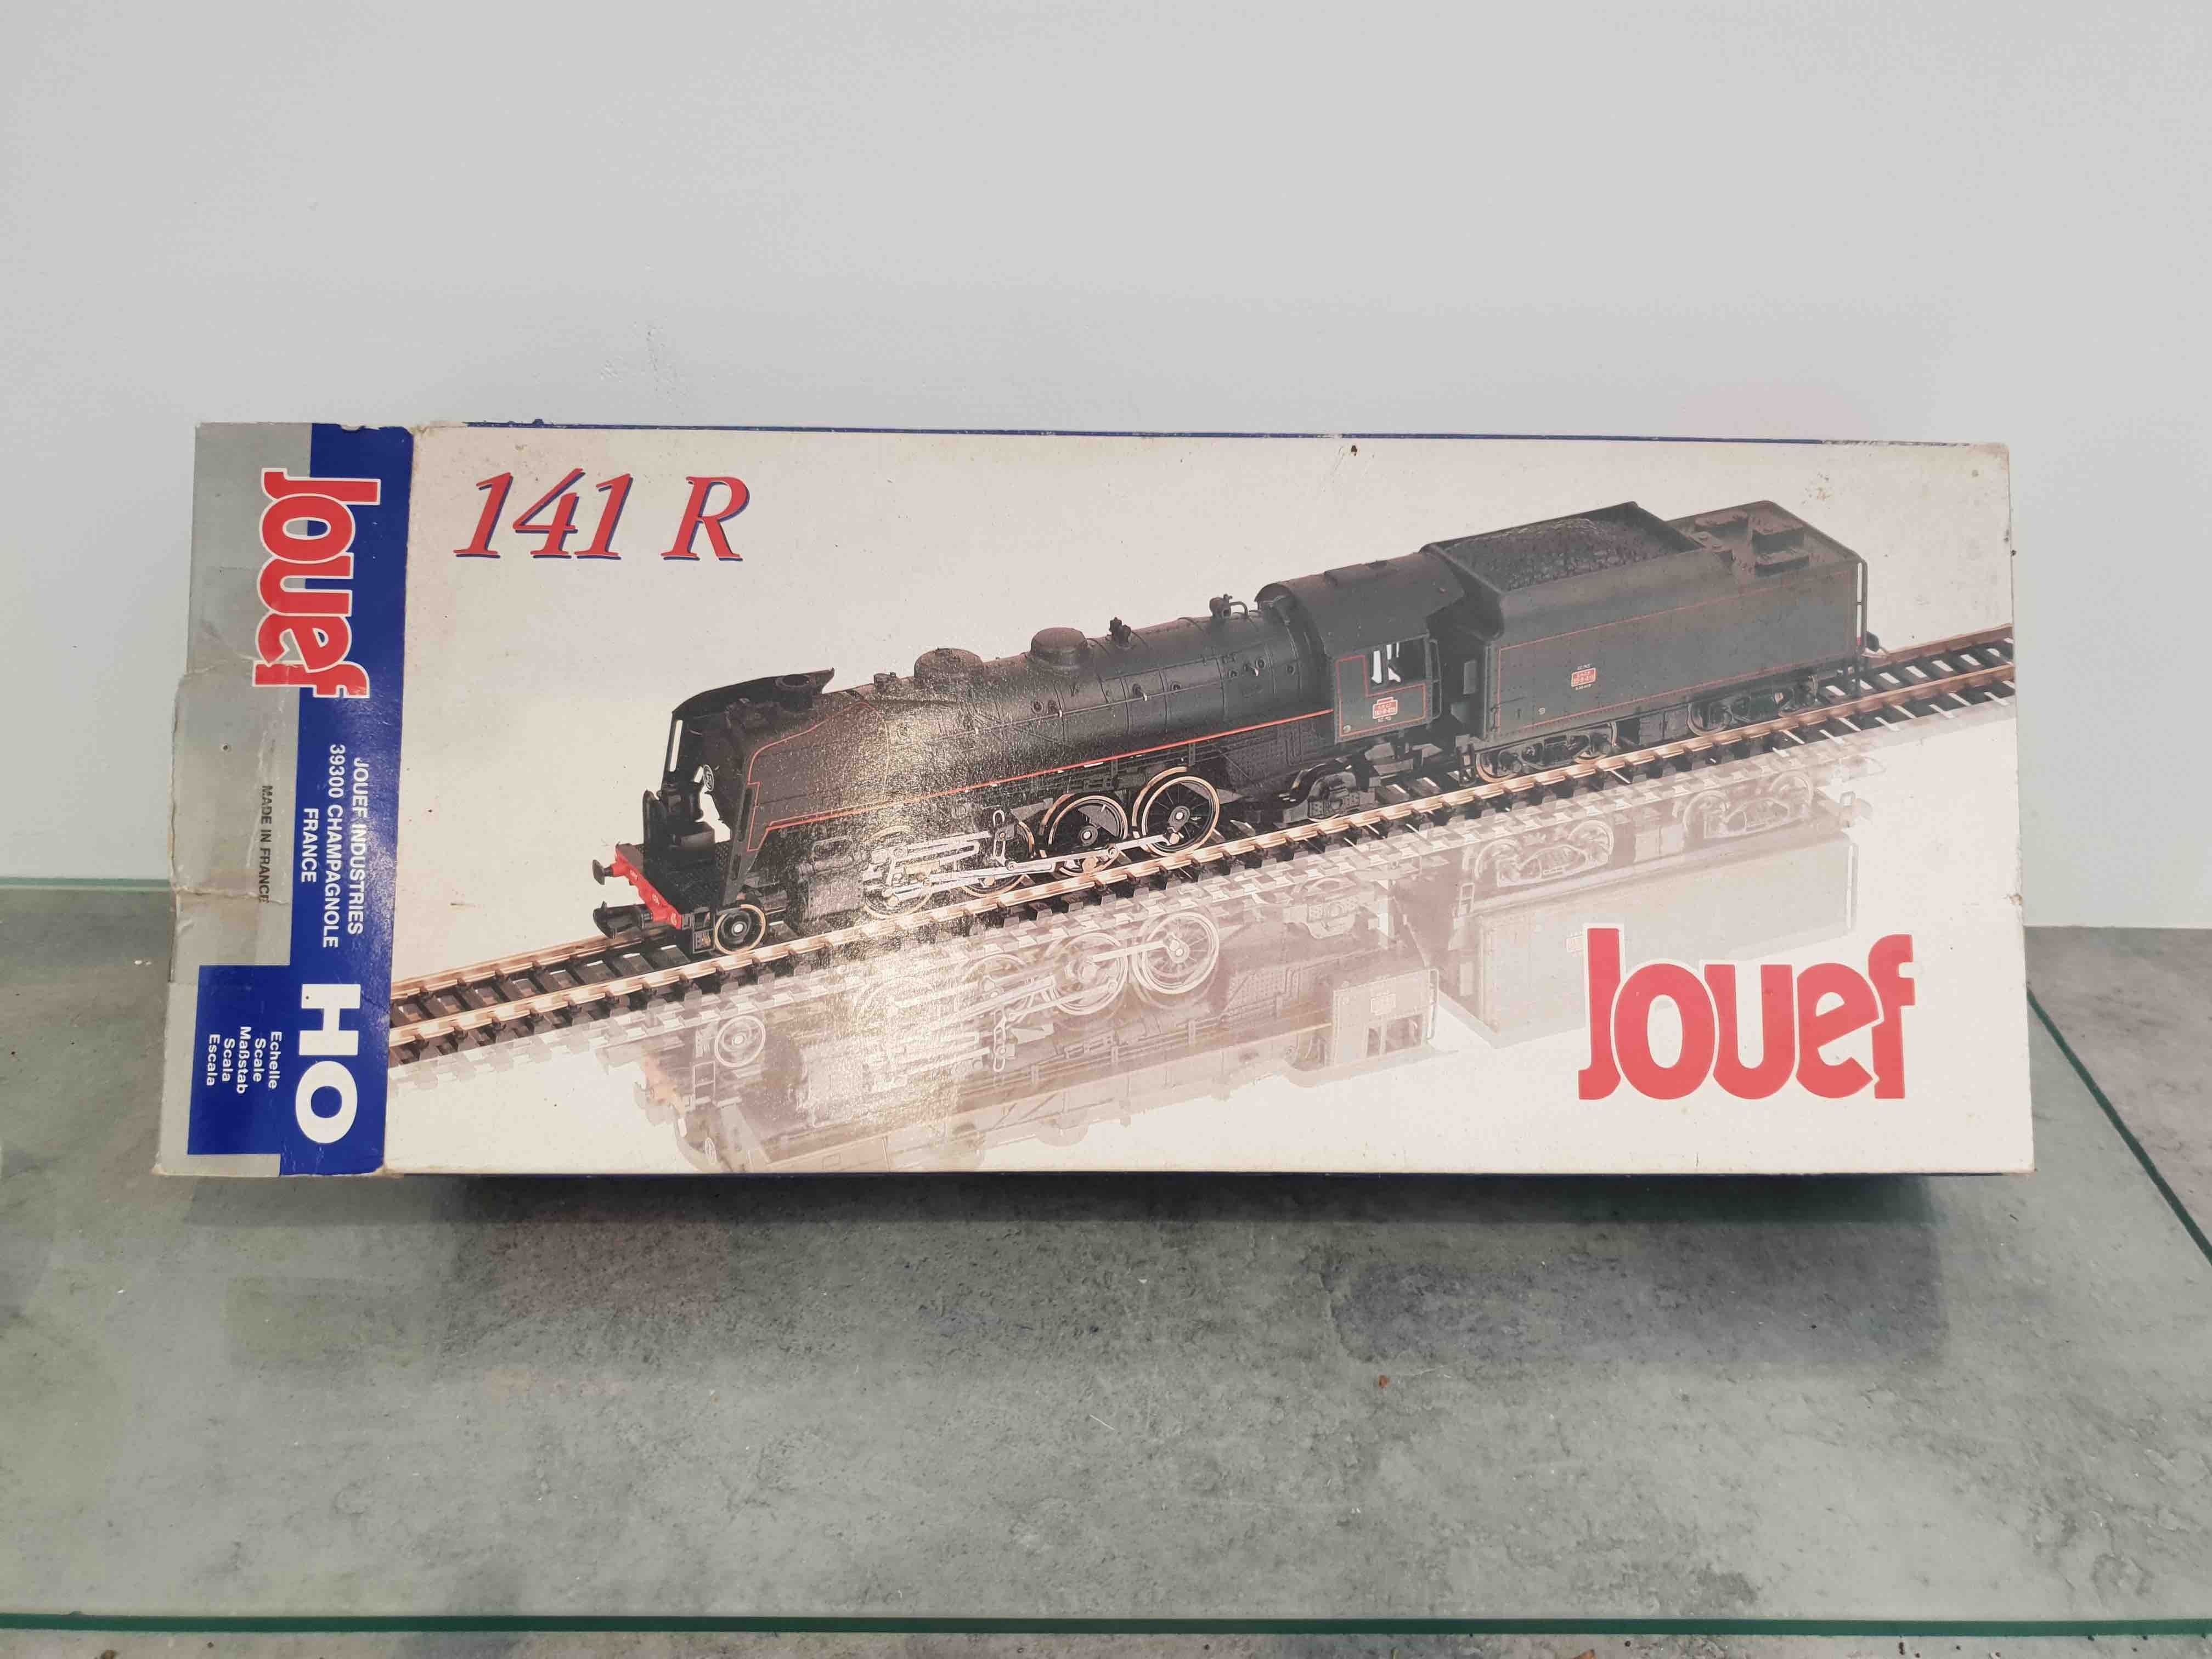 141 R
Jouef
Jouef
JOUEF INDUSTRIES
39300 CHAMPAGNOLE
FRANCE
MADE IN FRANCE
HO
Echelle
Scale
Maßstab
Scala
Escala